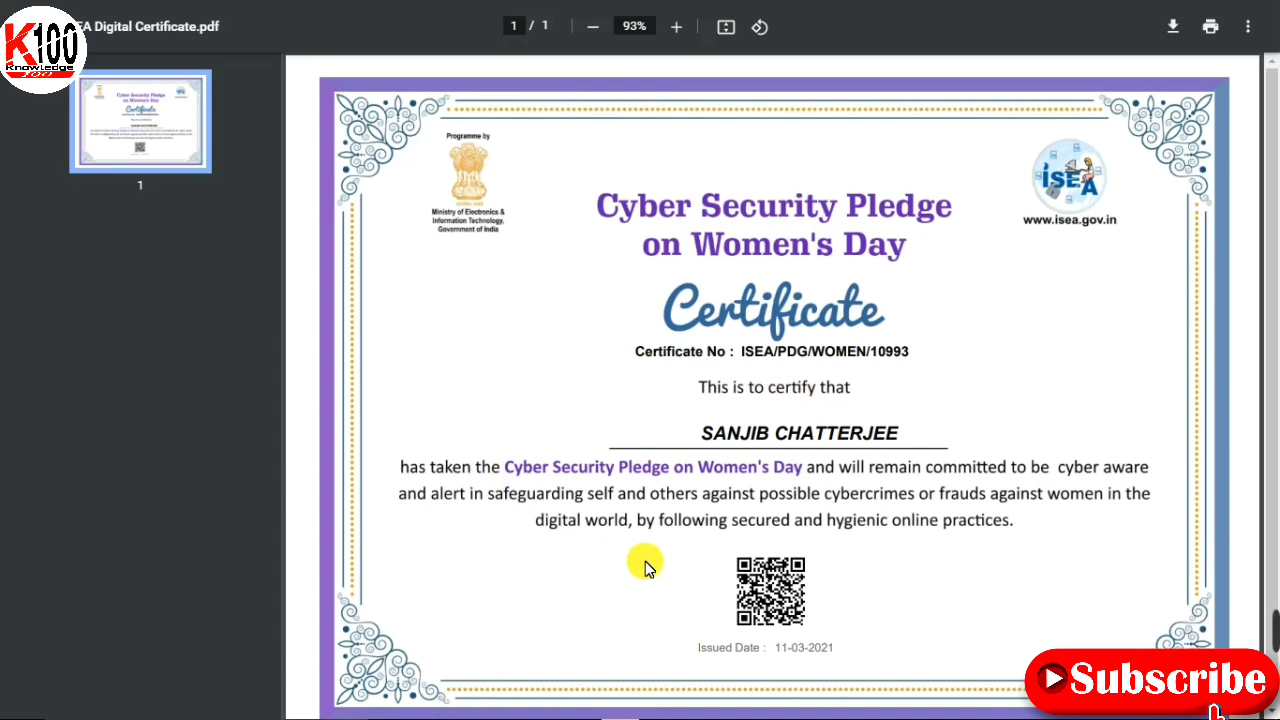 K100
Knowledge
100
EA Digital Certificate.pdf
1 / 1
93%
1
Programme by
Ministry of Electronics &
Information Technology,
Government of India
ISEA
www.isea.gov.in
Cyber Security Pledge
on Women's Day
Certificate
Certificate No : ISEA/PDG/WOMEN/10993
This is to certify that
SANJIB CHATTERJEE
has taken the Cyber Security Pledge on Women's Day and will remain committed to be cyber aware
and alert in safeguarding self and others against possible cybercrimes or frauds against women in the
digital world, by following secured and hygienic online practices.
Issued Date : 11-03-2021
Subscribe